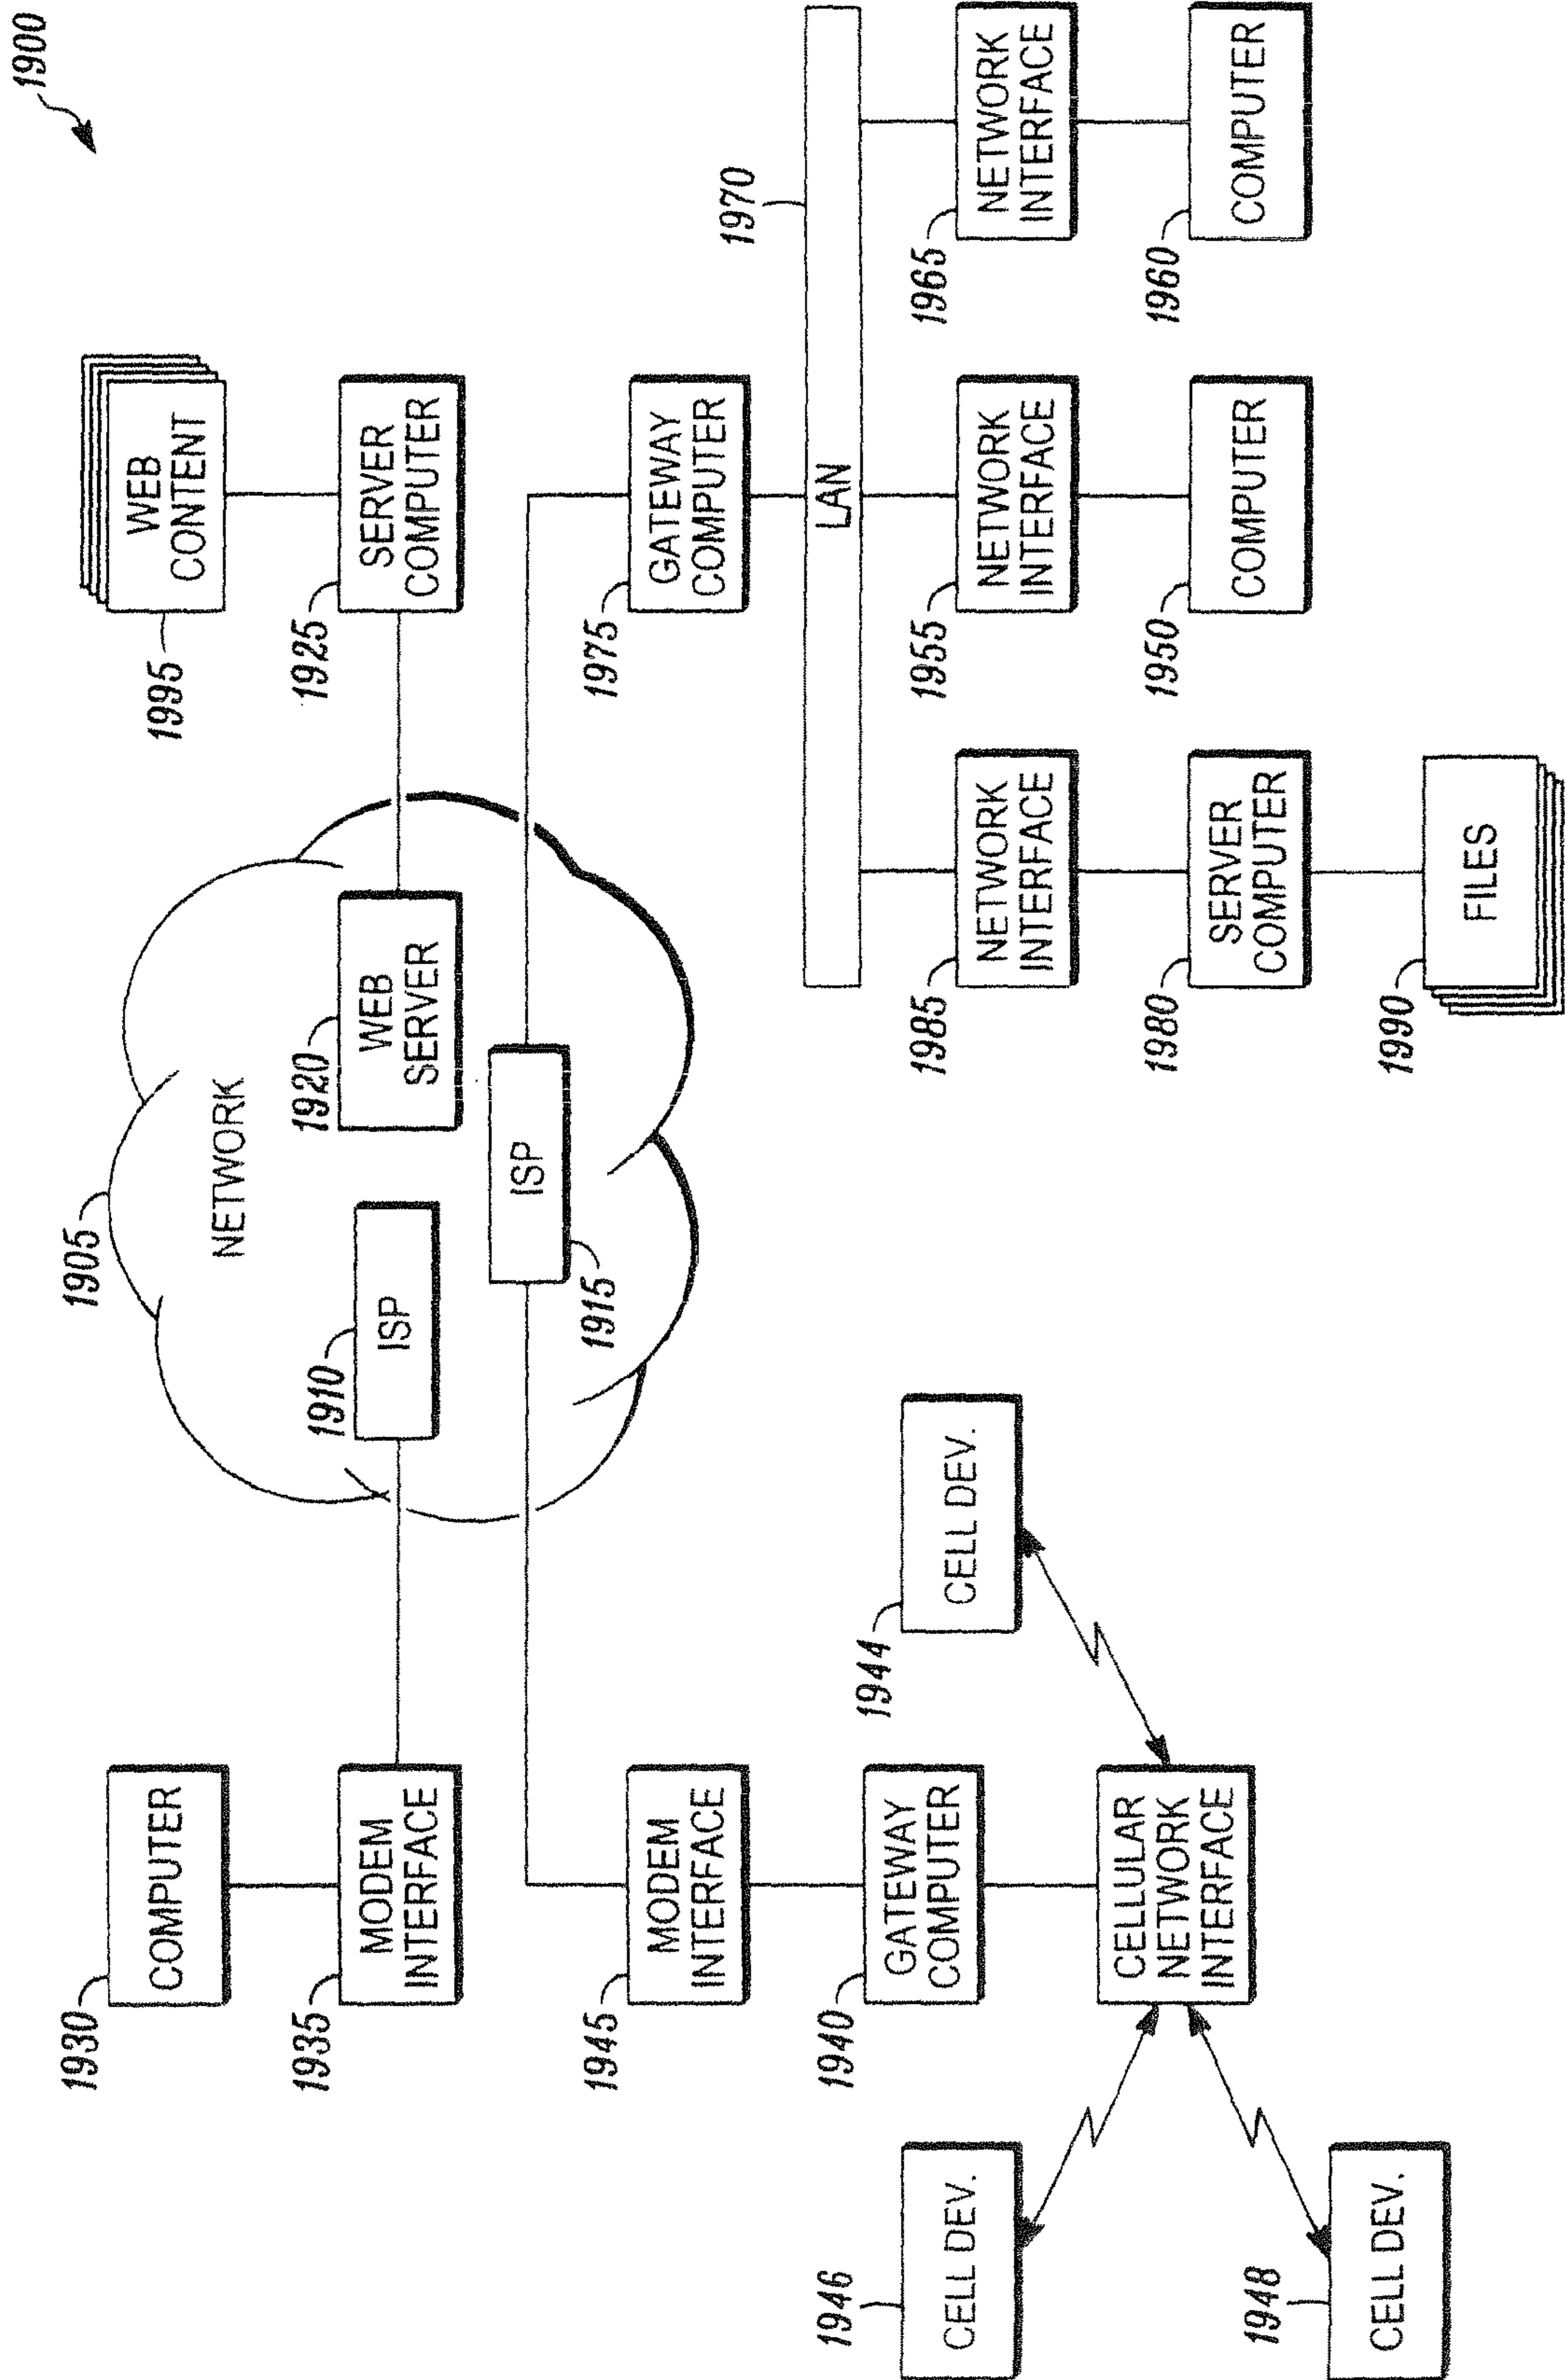 1900
1905
NETWORK
1930
COMPUTER
1935
MODEM
INTERFACE
1910
ISP
1920
WEB
SERVER
1995
WEB
CONTENT
1925
SERVER
COMPUTER
1915
ISP
1945
MODEM
INTERFACE
1940
GATEWAY
COMPUTER
CELLULAR
NETWORK
INTERFACE
1946
CELL DEV.
1948
CELL DEV.
1944
CELL DEV.
1975
GATEWAY
COMPUTER
1970
LAN
1985
NETWORK
INTERFACE
1955
NETWORK
INTERFACE
1965
NETWORK
INTERFACE
1980
SERVER
COMPUTER
1950
COMPUTER
1960
COMPUTER
1990
FILES